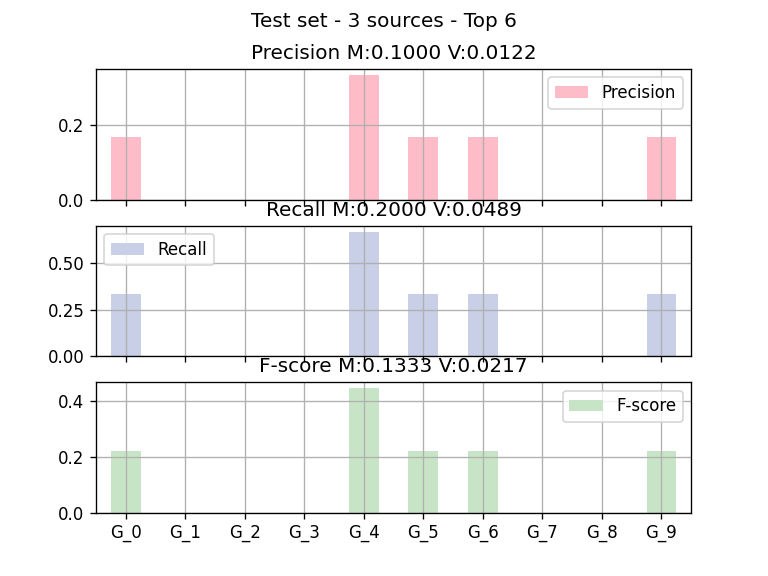 Test set - 3 sources - Top 6
Precision M:0.1000 V:0.0122
Precision
0.2
0.0
Recall M:0.2000 V:0.0489
Recall
0.50
0.25
0.00
F-score M:0.1333 V:0.0217
F-score
0.4
0.2
0.0
G_0 G_1 G_2 G_3 G_4 G_5 G_6 G_7 G_8 G_9